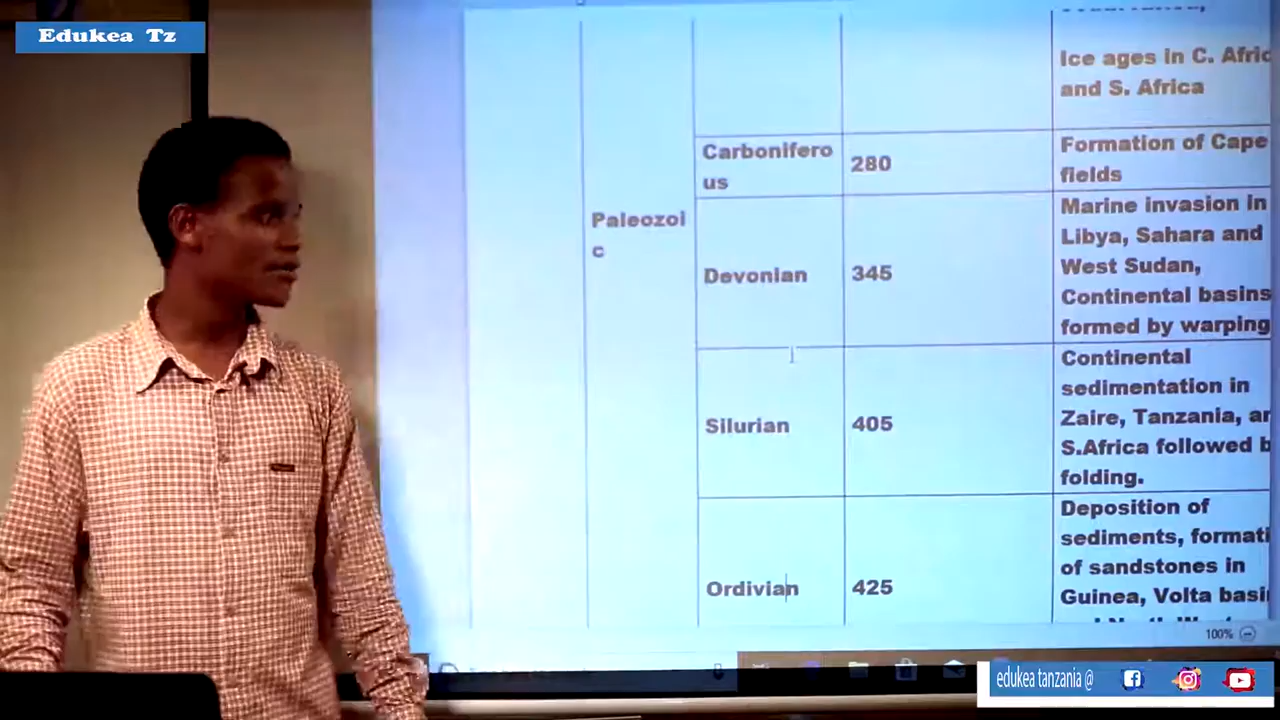 Edukea Tz
Ice ages in C. Afric
and S. Africa
Carbonifero
us
280
Formation of Cape
fields
Paleozoi
c
Devonian
345
Marine invasion in
Libya, Sahara and
West Sudan,
Continental basins
formed by warping
Silurian
405
Continental
sedimentation in
Zaire, Tanzania, an
S.Africa followed b
folding.
Ordivian
425
Deposition of
sediments, formati
of sandstones in
Guinea, Volta basi
100%
edukea tanzania @